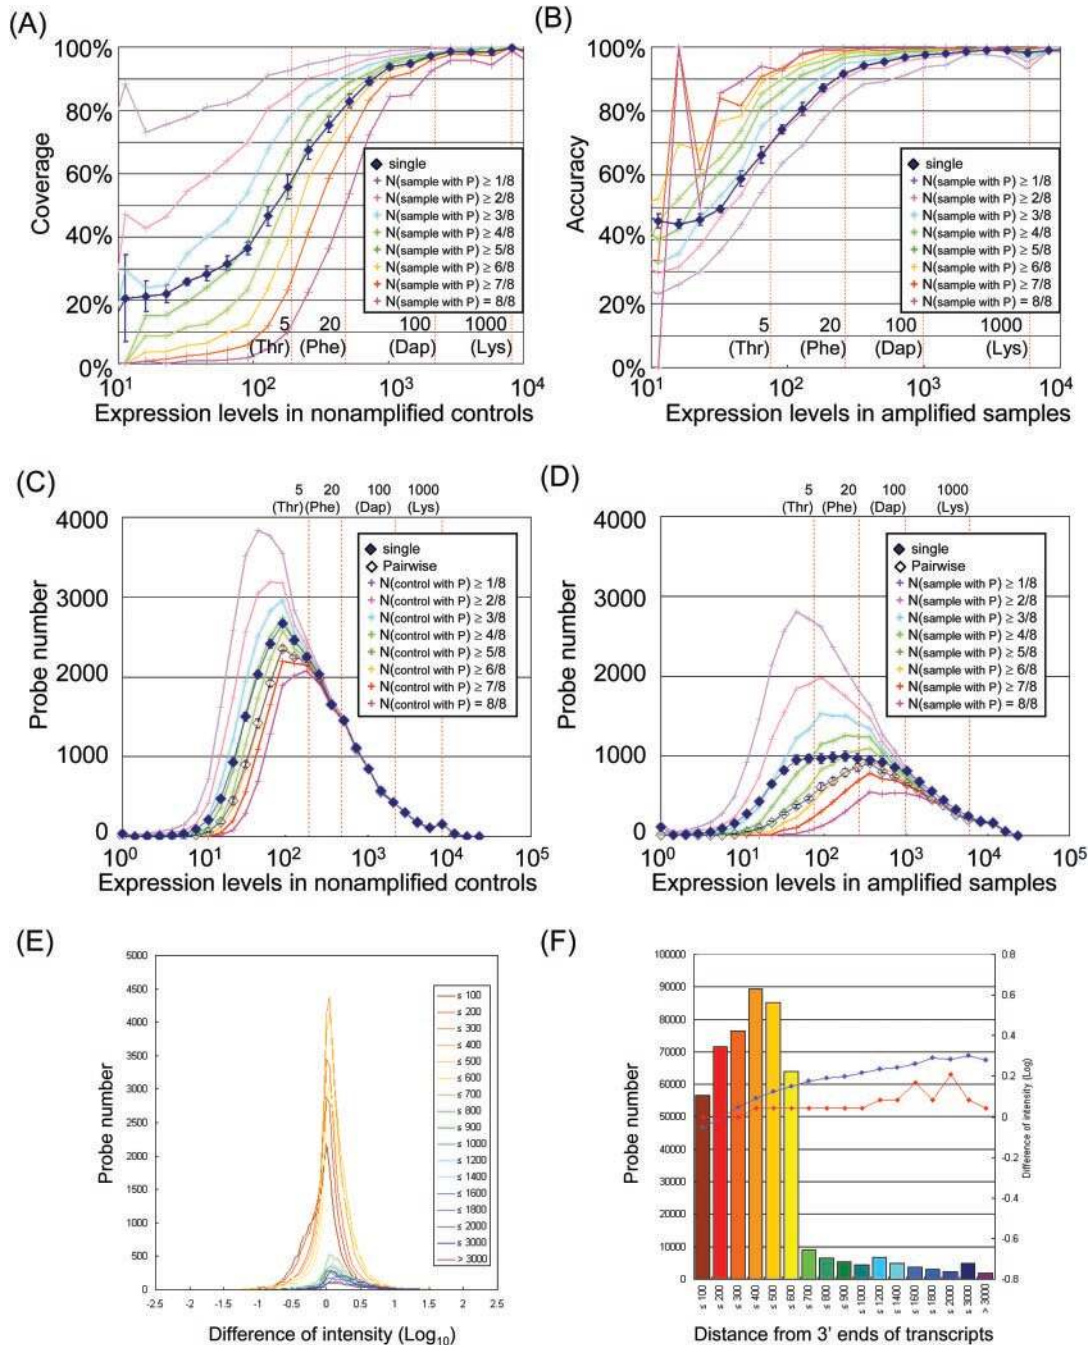 (A)
100%
80%
60%
40%
20%
0%
Coverage
single
N(sample with P) ≥ 1/8
N(sample with P) ≥ 2/8
N(sample with P) ≥ 3/8
N(sample with P) ≥ 4/8
N(sample with P) ≥ 5/8
N(sample with P) ≥ 6/8
N(sample with P) ≥ 7/8
N(sample with P) = 8/8
5 20 100 1000
(Thr) (Phe) (Dap) (Lys)
10¹ 10² 10³ 10⁴
Expression levels in nonamplified controls
(B)
100%
80%
60%
40%
20%
0%
Accuracy
single
N(sample with P) ≥ 1/8
N(sample with P) ≥ 2/8
N(sample with P) ≥ 3/8
N(sample with P) ≥ 4/8
N(sample with P) ≥ 5/8
N(sample with P) ≥ 6/8
N(sample with P) ≥ 7/8
N(sample with P) = 8/8
5 20 100 1000
(Thr) (Phe) (Dap) (Lys)
10¹ 10² 10³ 10⁴
Expression levels in amplified samples
(C)
5 20 100 1000
(Thr) (Phe) (Dap) (Lys)
4000
3000
2000
1000
0
Probe number
single
Pairwise
N(control with P) ≥ 1/8
N(control with P) ≥ 2/8
N(control with P) ≥ 3/8
N(control with P) ≥ 4/8
N(control with P) ≥ 5/8
N(control with P) ≥ 6/8
N(control with P) ≥ 7/8
N(control with P) = 8/8
10⁰ 10¹ 10² 10³ 10⁴ 10⁵
Expression levels in nonamplified controls
(D)
5 20 100 1000
(Thr) (Phe) (Dap) (Lys)
4000
3000
2000
1000
0
Probe number
single
Pairwise
N(sample with P) ≥ 1/8
N(sample with P) ≥ 2/8
N(sample with P) ≥ 3/8
N(sample with P) ≥ 4/8
N(sample with P) ≥ 5/8
N(sample with P) ≥ 6/8
N(sample with P) ≥ 7/8
N(sample with P) = 8/8
10⁰ 10¹ 10² 10³ 10⁴ 10⁵
Expression levels in amplified samples
(E)
5000
4500
4000
3500
3000
2500
2000
1500
1000
500
0
Probe number
≤ 100
≤ 200
≤ 300
≤ 400
≤ 500
≤ 600
≤ 700
≤ 800
≤ 900
≤ 1000
≤ 1200
≤ 1400
≤ 1600
≤ 1800
≤ 2000
≤ 3000
> 3000
-2.5 -2 -1.5 -1 -0.5 0 0.5 1 1.5 2 2.5
Difference of intensity (Log₁₀)
(F)
100000
90000
80000
70000
60000
50000
40000
30000
20000
10000
0
Probe number
0.8
0.6
0.4
0.2
0
-0.2
-0.4
-0.6
-0.8
Difference of intensity (Log)
≤ 100
≤ 200
≤ 300
≤ 400
≤ 500
≤ 600
≤ 700
≤ 800
≤ 900
≤ 1000
≤ 1200
≤ 1400
≤ 1600
≤ 1800
≤ 2000
≤ 3000
> 3000
Distance from 3' ends of transcripts